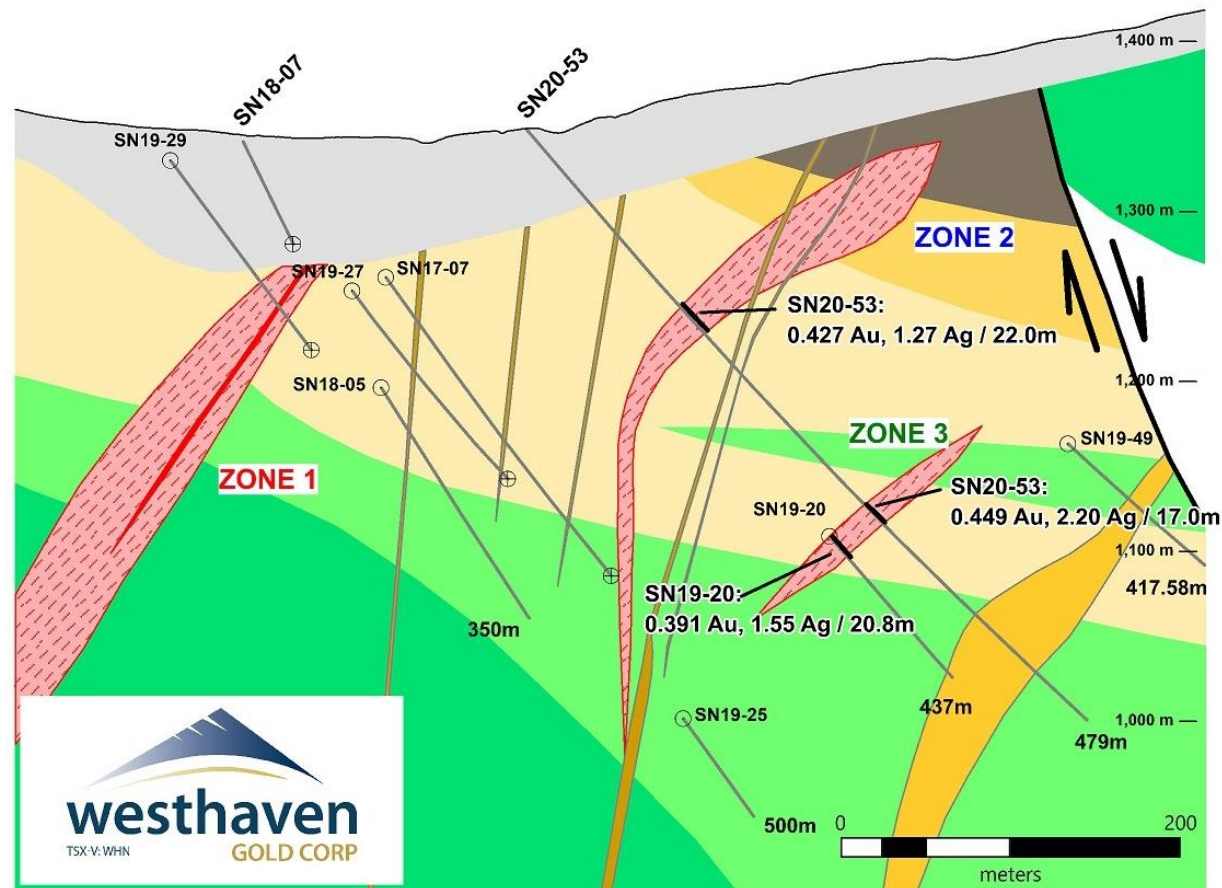 1,400 m
SN18-07
SN20-53
SN19-29
1,300 m
ZONE 2
SN19-27
SN17-07
SN20-53:
0.427 Au, 1.27 Ag / 22.0m
SN18-05
1,200 m
ZONE 3
SN19-49
ZONE 1
SN20-53:
0.449 Au, 2.20 Ag / 17.0m
SN19-20
1,100 m
417.58m
SN19-20:
0.391 Au, 1.55 Ag / 20.8m
350m
437m
SN19-25
1,000 m
479m
500m
westhaven
TSX-V: WHN
GOLD CORP
0
200
meters